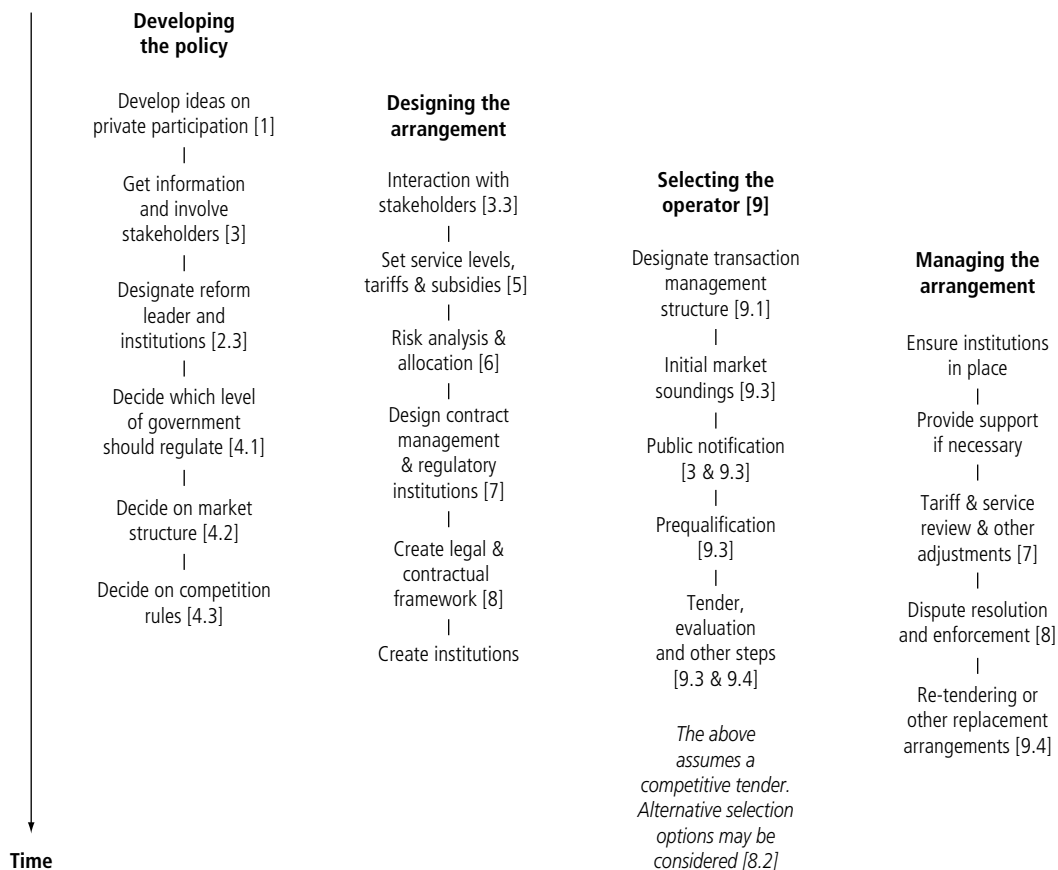 Developing
the policy
Develop ideas on
private participation [1]
Get information
and involve
stakeholders [3]
Designate reform
leader and
institutions [2.3]
Decide which level
of government
should regulate [4.1]
Decide on market
structure [4.2]
Decide on competition
rules [4.3]
Designing the
arrangement
Interaction with
stakeholders [3.3]
Set service levels,
tariffs & subsidies [5]
Risk analysis &
allocation [6]
Design contract
management
& regulatory
institutions [7]
Create legal &
contractual
framework [8]
Create institutions
Selecting the
operator [9]
Designate transaction
management
structure [9.1]
Initial market
soundings [9.3]
Public notification
[3 & 9.3]
Prequalification
[9.3]
Tender,
evaluation
and other steps
[9.3 & 9.4]
The above
assumes a
competitive tender.
Alternative selection
options may be
considered [8.2]
Managing the
arrangement
Ensure institutions
in place
Provide support
if necessary
Tariff & service
review & other
adjustments [7]
Dispute resolution
and enforcement [8]
Re-tendering or
other replacement
arrangements [9.4]
Time